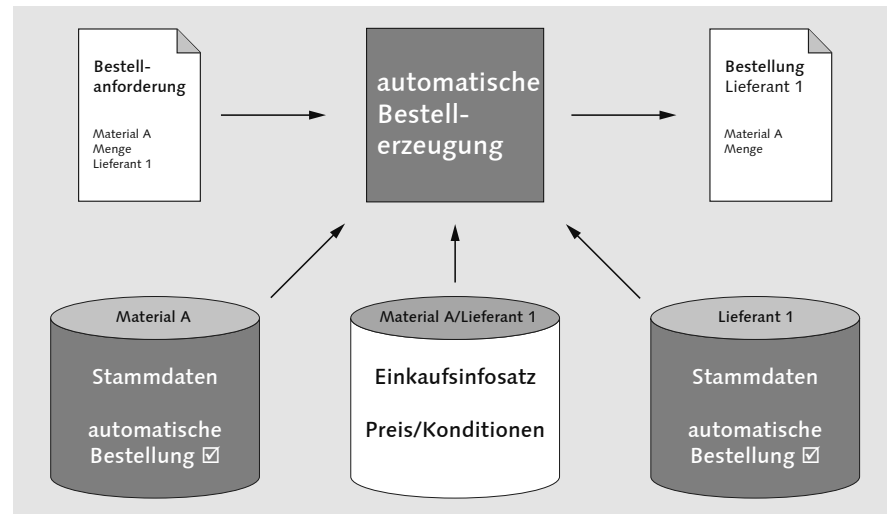 Bestell-
anforderung
Material A
Menge
Lieferant 1
automatische
Bestell-
erzeugung
Bestellung
Lieferant 1
Material A
Menge
Material A
Stammdaten
automatische
Bestellung ☑
Material A/Lieferant 1
Einkaufsinfosatz
Preis/Konditionen
Lieferant 1
Stammdaten
automatische
Bestellung ☑